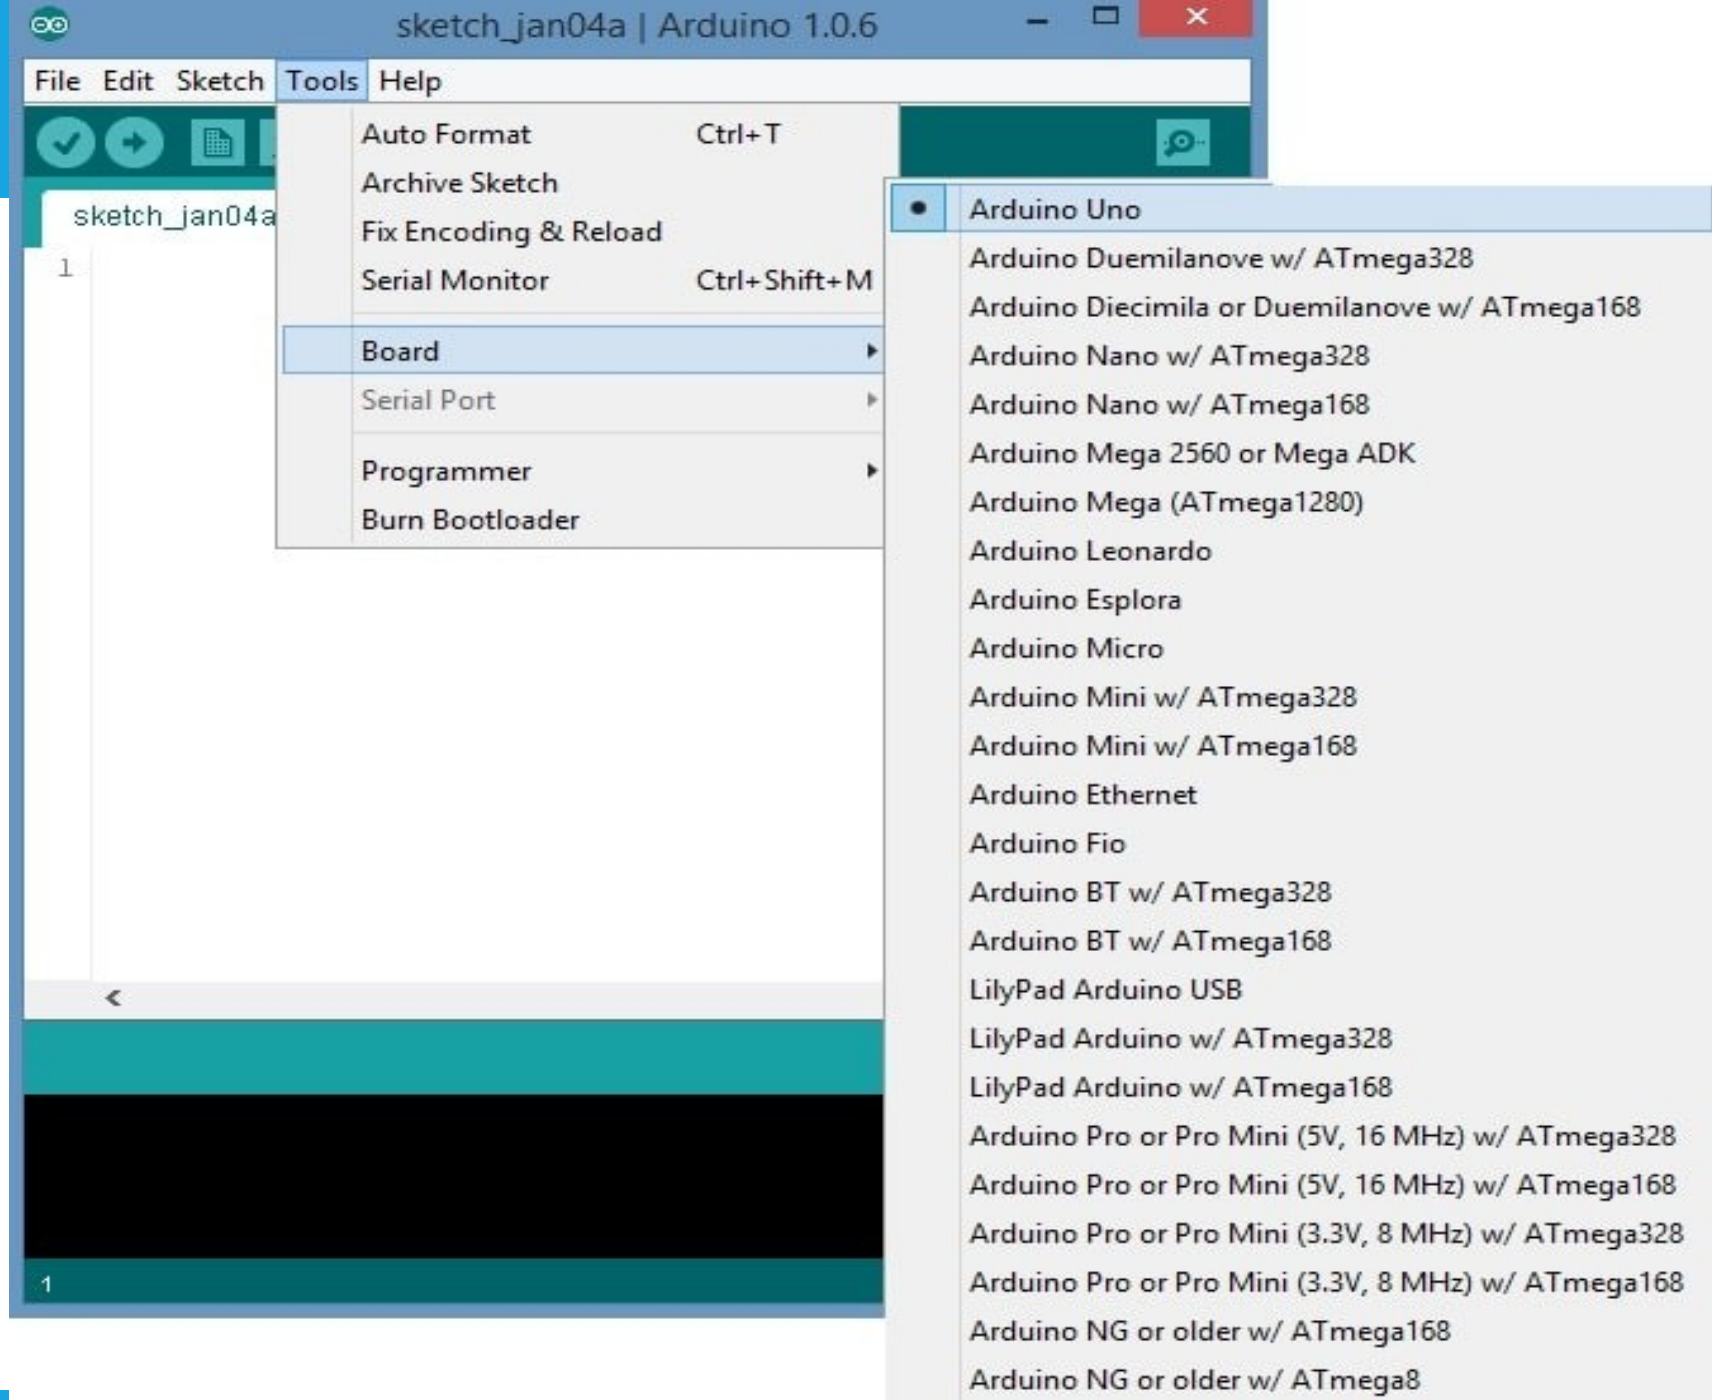 sketch_jan04a | Arduino 1.0.6
File Edit Sketch Tools Help
Auto Format Ctrl+T
Archive Sketch
Fix Encoding & Reload
Serial Monitor Ctrl+Shift+M
Board
Serial Port
Programmer
Burn Bootloader
sketch_jan04a
1
Arduino Uno
Arduino Duemilanove w/ ATmega328
Arduino Diecimila or Duemilanove w/ ATmega168
Arduino Nano w/ ATmega328
Arduino Nano w/ ATmega168
Arduino Mega 2560 or Mega ADK
Arduino Mega (ATmega1280)
Arduino Leonardo
Arduino Esplora
Arduino Micro
Arduino Mini w/ ATmega328
Arduino Mini w/ ATmega168
Arduino Ethernet
Arduino Fio
Arduino BT w/ ATmega328
Arduino BT w/ ATmega168
LilyPad Arduino USB
LilyPad Arduino w/ ATmega328
LilyPad Arduino w/ ATmega168
Arduino Pro or Pro Mini (5V, 16 MHz) w/ ATmega328
Arduino Pro or Pro Mini (5V, 16 MHz) w/ ATmega168
Arduino Pro or Pro Mini (3.3V, 8 MHz) w/ ATmega328
Arduino Pro or Pro Mini (3.3V, 8 MHz) w/ ATmega168
Arduino NG or older w/ ATmega168
Arduino NG or older w/ ATmega8
1